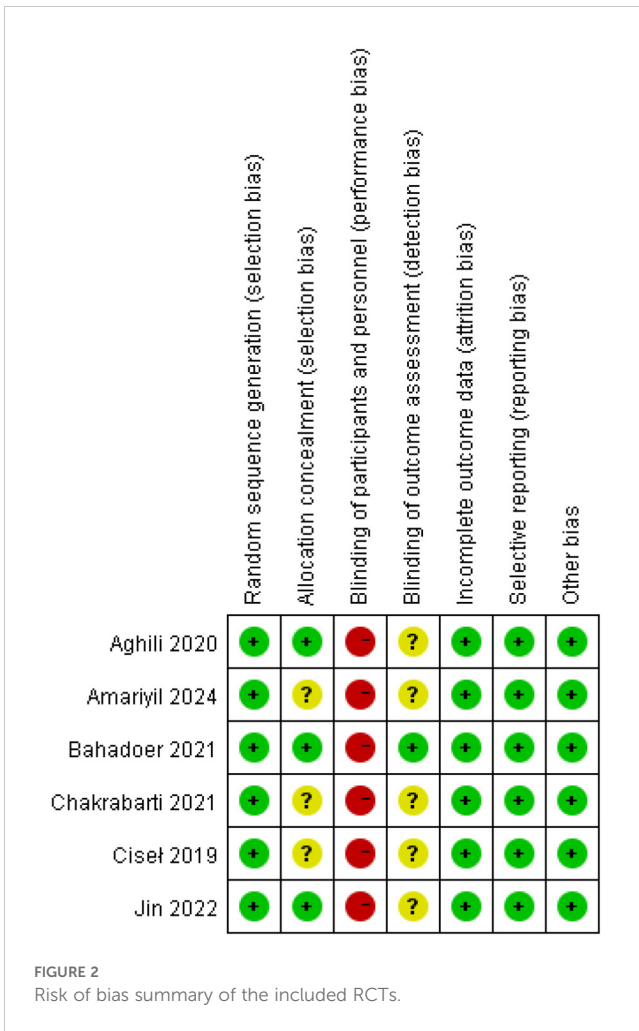 Random sequence generation (selection bias)
Allocation concealment (selection bias)
Blinding of participants and personnel (performance bias)
Blinding of outcome assessment (detection bias)
Incomplete outcome data (attrition bias)
Selective reporting (reporting bias)
Other bias
Aghili 2020 + + - ? + + +
Amariyil 2024 + ? - ? + + +
Bahadoer 2021 + + - + + + +
Chakrabarti 2021 + ? - ? + + +
Ciseł 2019 + ? - ? + + +
Jin 2022 + + - ? + + +
FIGURE 2
Risk of bias summary of the included RCTs.